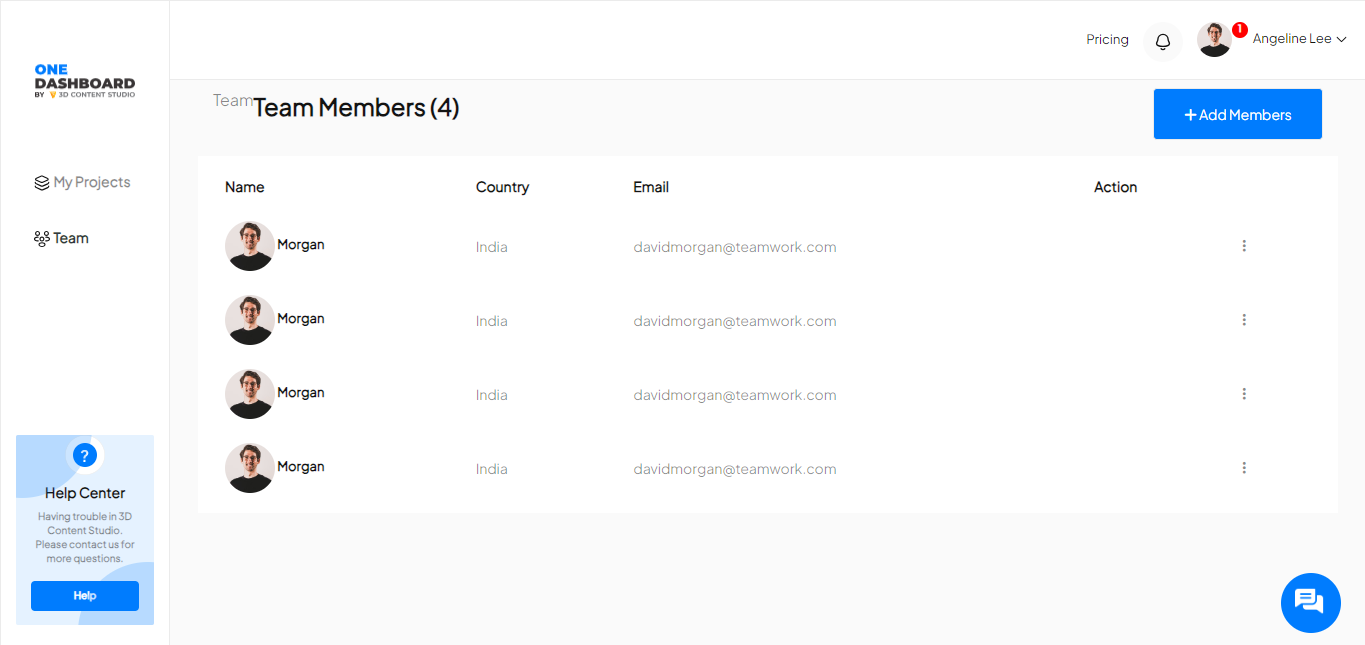 Pricing
1
Angeline Lee
ONE
DASHBOARD
BY 3D CONTENT STUDIO
My Projects
Team
Team
Team Members (4)
+ Add Members
Name Country Email Action
Morgan India davidmorgan@teamwork.com
Morgan India davidmorgan@teamwork.com
Morgan India davidmorgan@teamwork.com
Morgan India davidmorgan@teamwork.com
?
Help Center
Having trouble in 3D
Content Studio.
Please contact us for
more questions.
Help